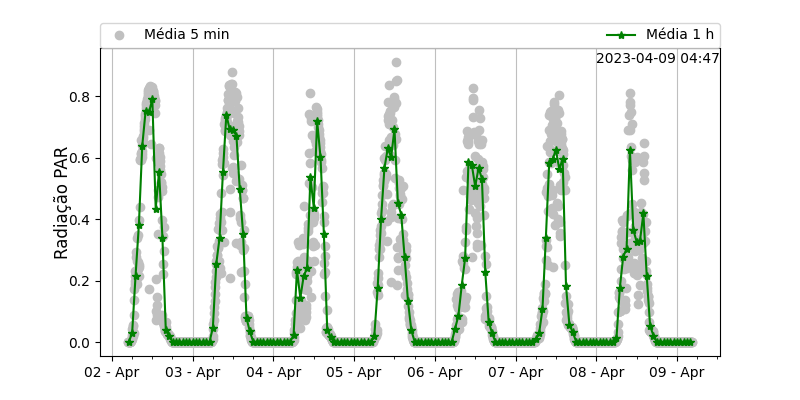 Média 5 min
Média 1 h
2023-04-09 04:47
Radiação PAR
0.8
0.6
0.4
0.2
0.0
02 - Apr
03 - Apr
04 - Apr
05 - Apr
06 - Apr
07 - Apr
08 - Apr
09 - Apr